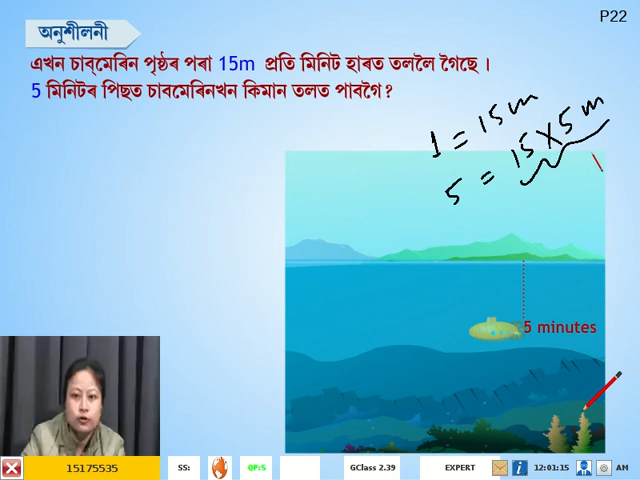 P22
অনুশীলনী
এখন চাব্‌মেৰিন পৃষ্ঠৰ পৰা 15m প্ৰতি মিনিট হাৰত তললৈ গৈছে।
5 মিনিটৰ পিছত চাবমেৰিনখন কিমান তলত পাবগৈ?
1 = 15 m
5 = 15 X 5 m
5 minutes
15175535 SS: OP:5 GClass 2.39 EXPERT 12:01:15 AM